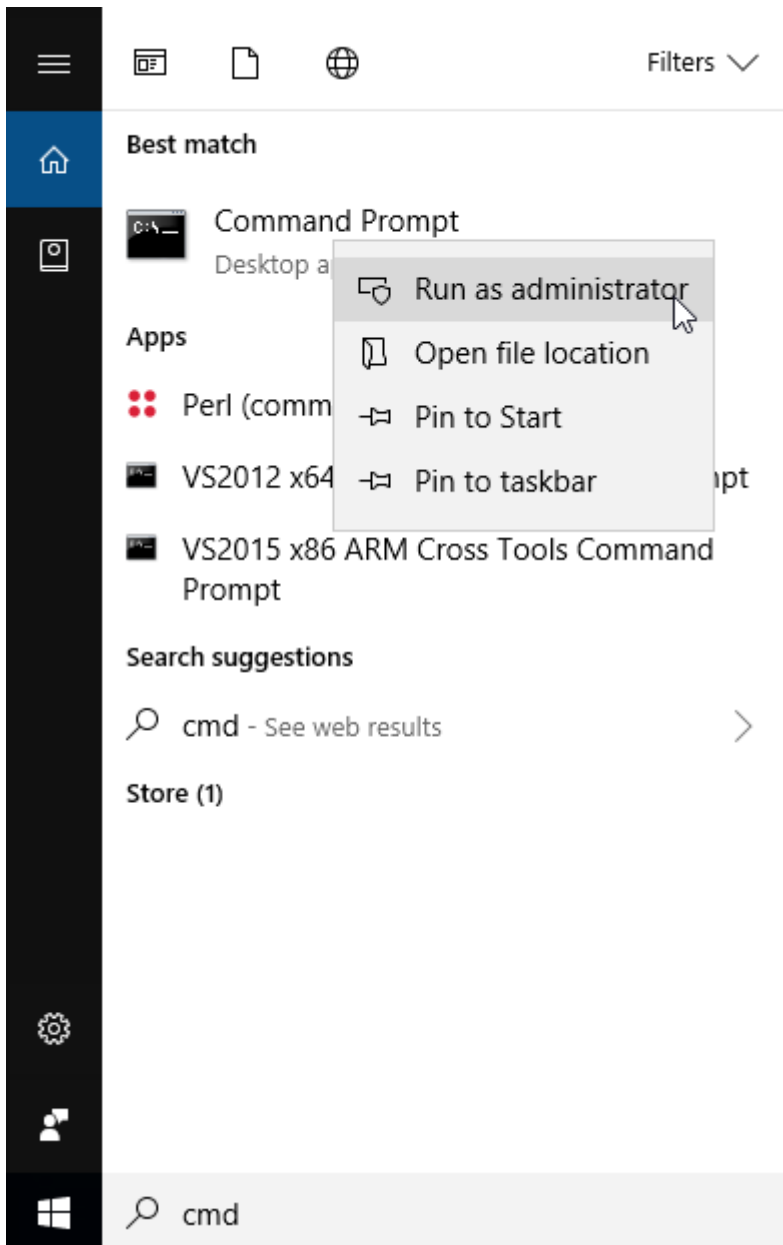 Filters
Best match
C:\_
Command Prompt
Desktop a
Run as administrator
Apps
Open file location
Perl (comm
Pin to Start
VS2012 x64
mpt
Pin to taskbar
VS2015 x86 ARM Cross Tools Command
Prompt
Search suggestions
cmd - See web results
Store (1)
cmd